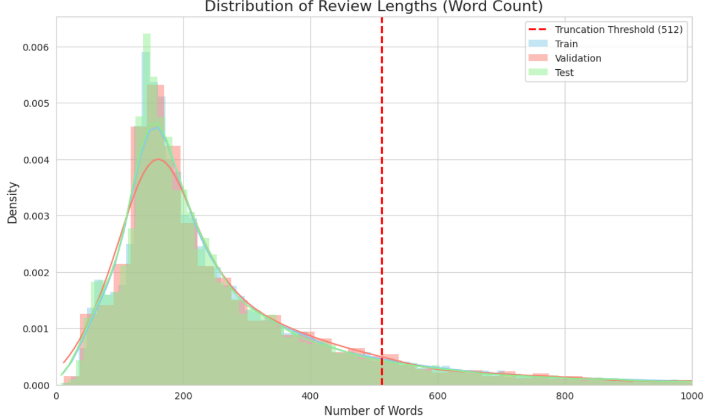 Distribution of Review Lengths (Word Count)
Truncation Threshold (512)
Train
Validation
Test
Density
0.006
0.005
0.004
0.003
0.002
0.001
0.000
0 200 400 600 800 1000
Number of Words